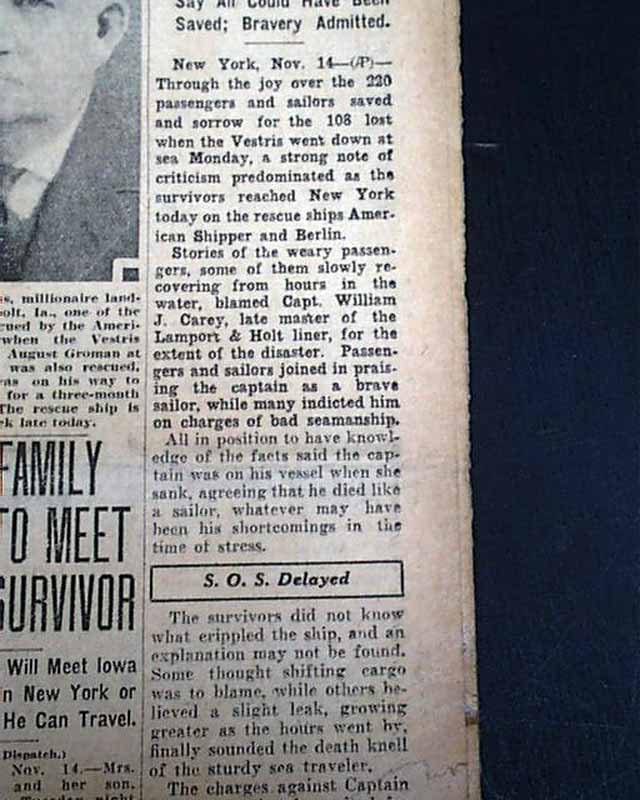 Say All Could Have Been
Saved; Bravery Admitted.
New York, Nov. 14—(AP)—
Through the joy over the 220
passengers and sailors saved
and sorrow for the 108 lost
when the Vestris went down at
sea Monday, a strong note of
criticism predominated as the
survivors reached New York
today on the rescue ships Amer-
ican Shipper and Berlin.
Stories of the weary passen-
gers, some of them slowly re-
covering from hours in the
water, blamed Capt. William
J. Carey, late master of the
Lamport & Holt liner, for the
extent of the disaster. Passen-
gers and sailors joined in prais-
ing the captain as a brave
sailor, while many indicted him
on charges of bad seamanship.
All in position to have knowl-
edge of the facts said the cap-
tain was on his vessel when she
sank, agreeing that he died like
a sailor, whatever may have
been his shortcomings in the
time of stress.
S. O. S. Delayed
The survivors did not know
what crippled the ship, and an
explanation may not be found.
Some thought shifting cargo
was to blame, while others be-
lieved a slight leak, growing
greater as the hours went by,
finally sounded the death knell
of the sturdy sea traveler.
The charges against Captain
s, millionaire land-
olt, Ia., one of the
cued by the Ameri-
when the Vestris
August Groman at
was also rescued,
as on his way to
for a three-month
The rescue ship is
k late today.
FAMILY
TO MEET
SURVIVOR
Will Meet Iowa
n New York or
He Can Travel.
Dispatch.)
Nov. 14.—Mrs.
and her son,
Tuesday night